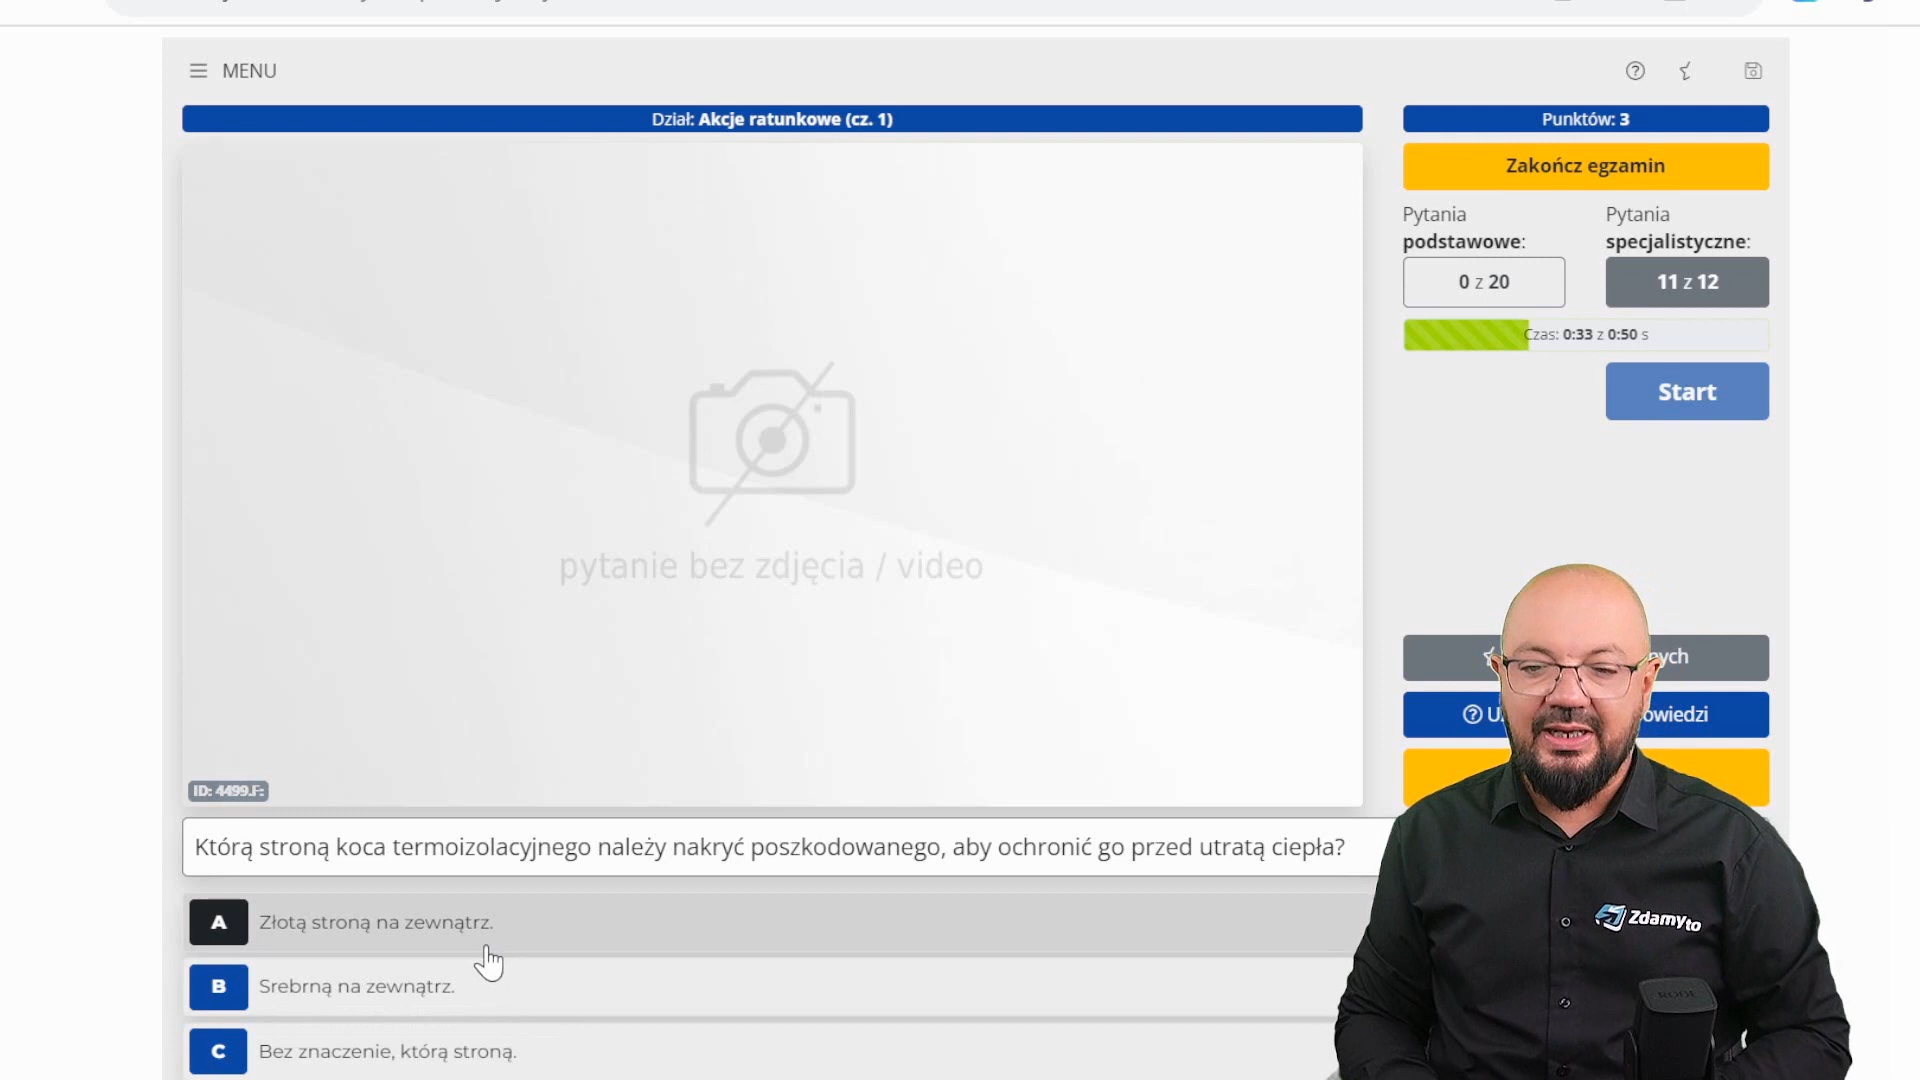 MENU
Dział: Akcje ratunkowe (cz. 1)
Punktów: 3
Zakończ egzamin
Pytania podstawowe:
Pytania specjalistyczne:
0 z 20
11 z 12
Czas: 0:33 z 0:50 s
Start
pytanie bez zdjęcia / video
ID: 4499.F:
Którą stroną koca termoizolacyjnego należy nakryć poszkodowanego, aby ochronić go przed utratą ciepła?
A Złotą stroną na zewnątrz.
B Srebrną na zewnątrz.
C Bez znaczenie, którą stroną.
Zdamyto
RODE